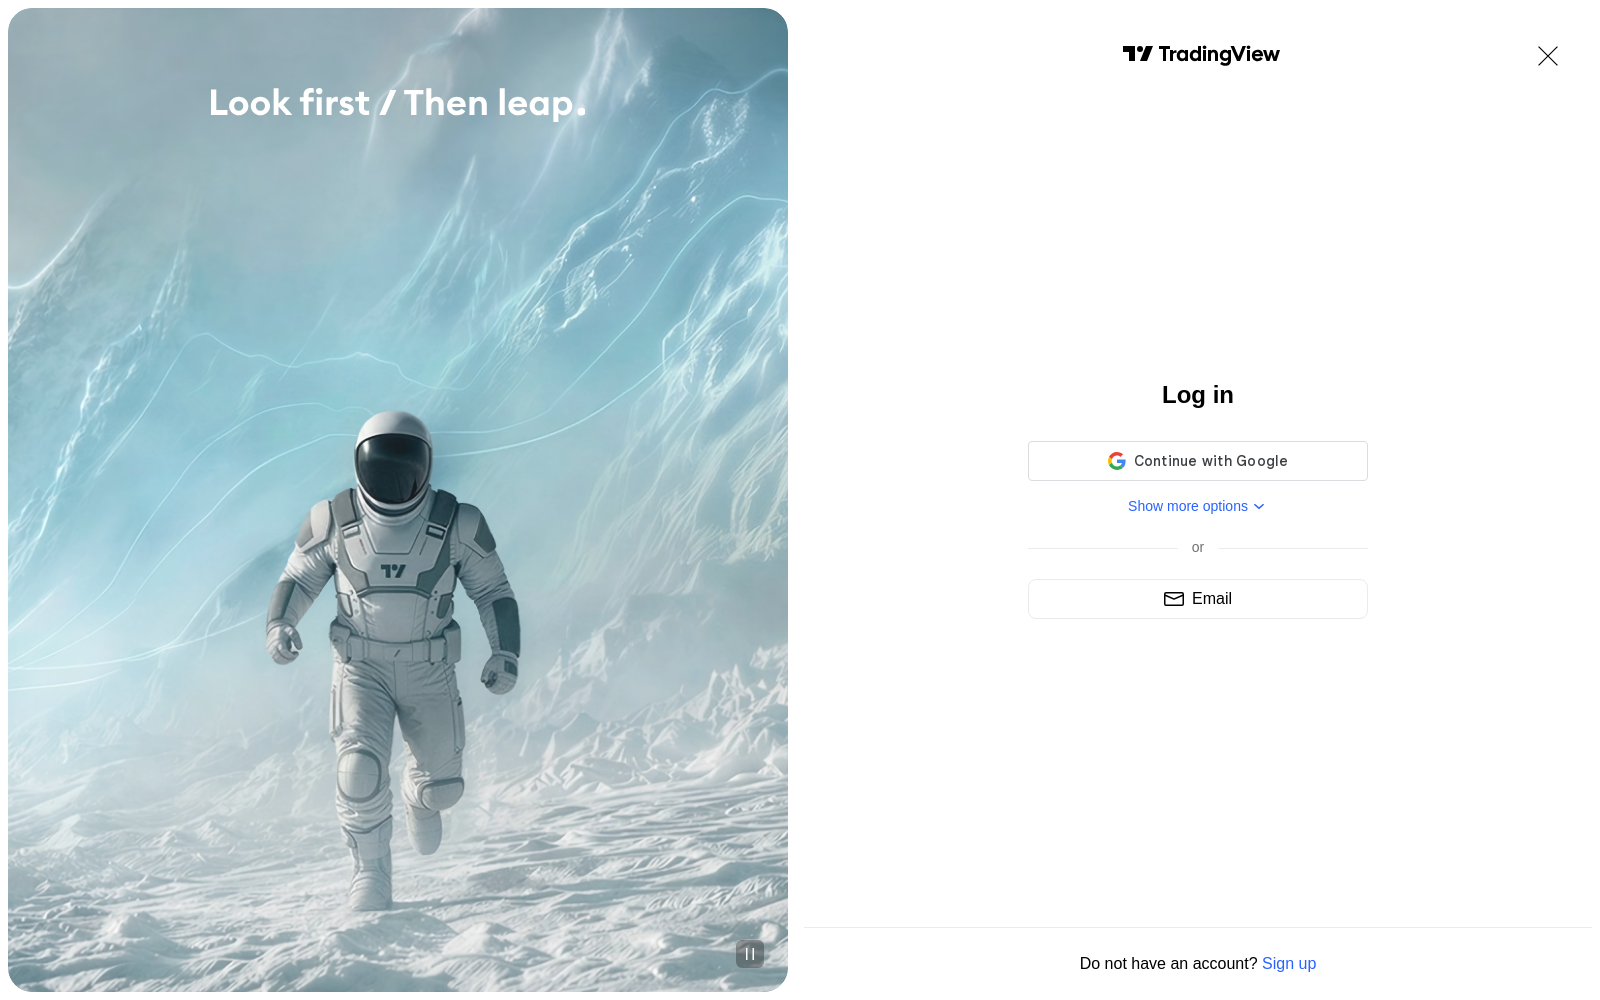 Look first / Then leap.
TradingView
Log in
Continue with Google
Show more options
or
Email
Do not have an account? Sign up